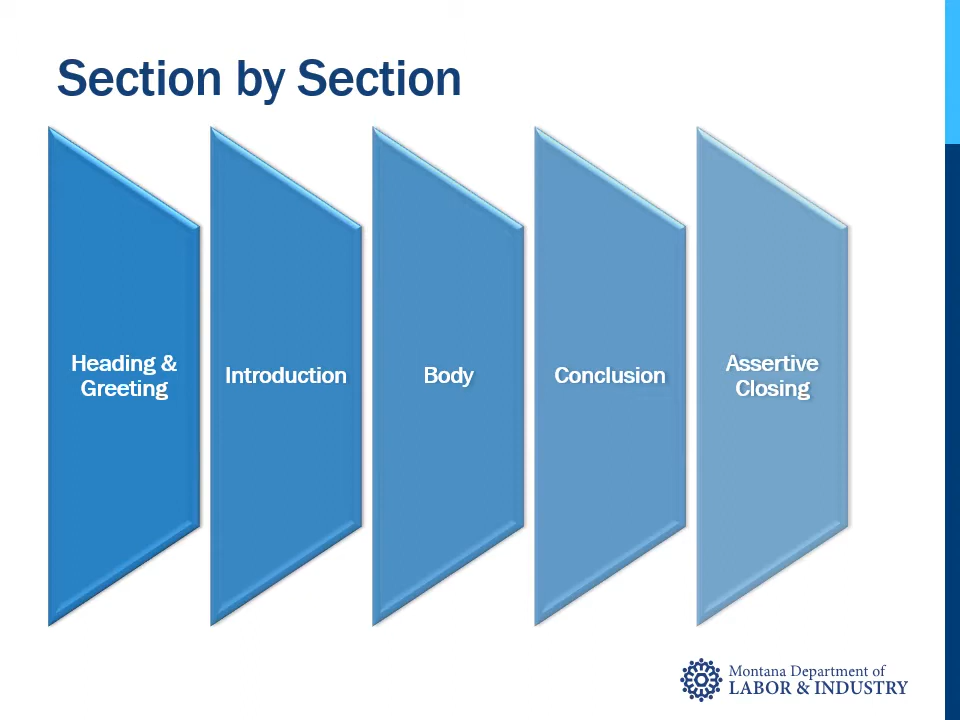 Section by Section
Heading &
Greeting
Introduction
Body
Conclusion
Assertive
Closing
Montana Department of
LABOR & INDUSTRY